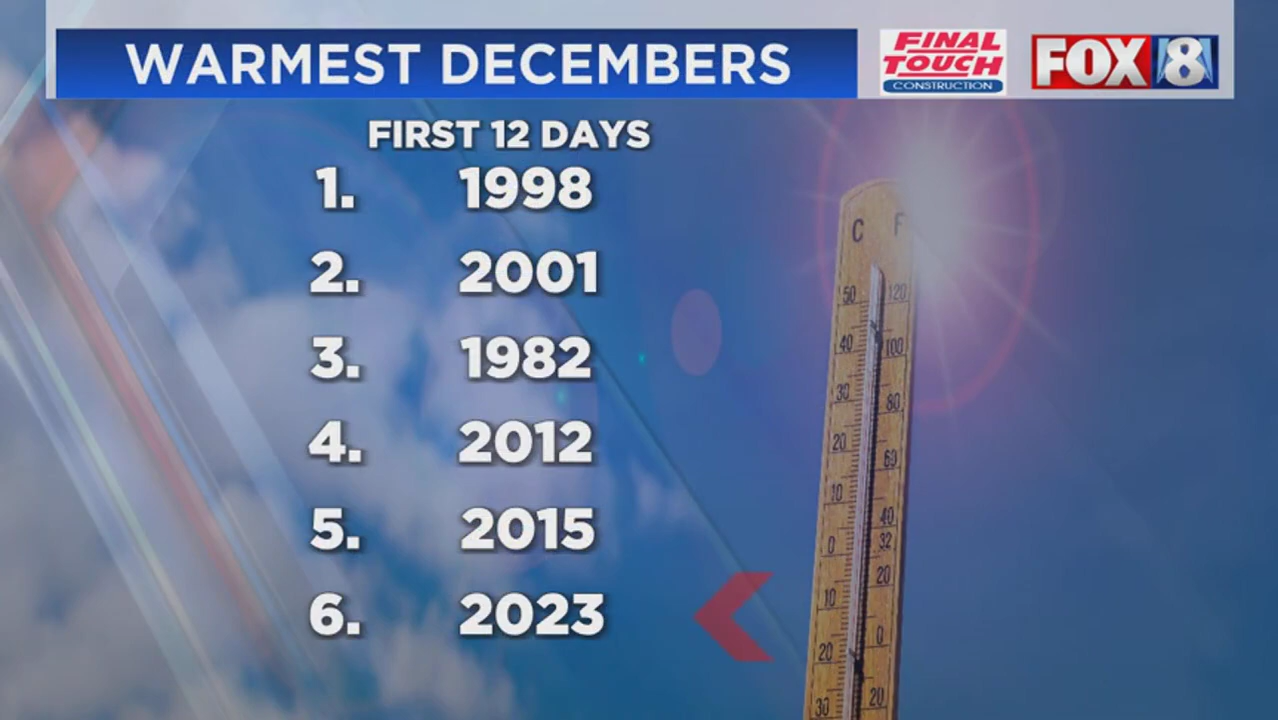 WARMEST DECEMBERS
FINAL
TOUCH
CONSTRUCTION
FOX 8
FIRST 12 DAYS
1. 1998
2. 2001
3. 1982
4. 2012
5. 2015
6. 2023
C F
50 120
40 100
30 80
20 60
10 40
0 32
20
10 0
20
30 20